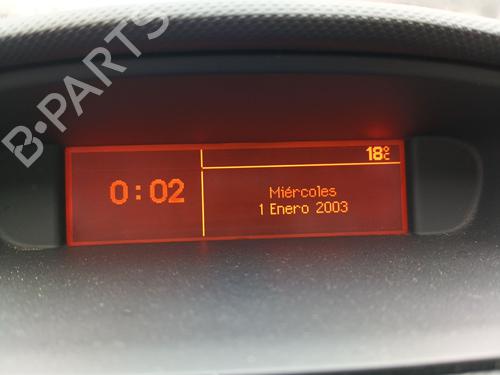 B-PARTS
18°C
0:02
Miércoles
1 Enero 2003